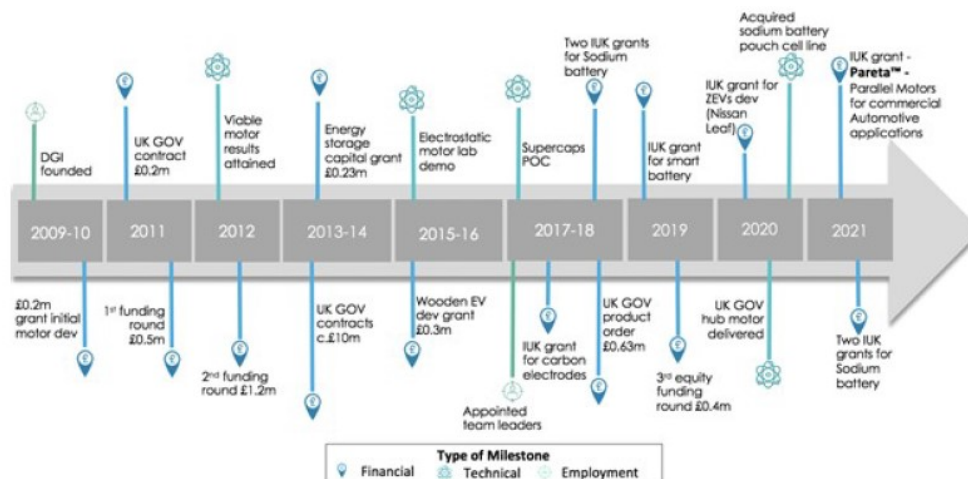 DGI
founded
UK GOV
contract
£0.2m
Viable
motor
results
attained
Energy
storage
capital grant
£0.23m
Electrostatic
motor lab
demo
Supercaps
POC
Two IUK grants
for Sodium
battery
IUK grant
for smart
battery
IUK grant for
ZEVs dev
(Nissan
Leaf)
Acquired
sodium battery
pouch cell line
IUK grant -
Pareta™ -
Parallel Motors
for commercial
Automotive
applications
2009-10
2011
2012
2013-14
2015-16
2017-18
2019
2020
2021
£0.2m
grant initial
motor dev
1st funding
round
£0.5m
2nd funding
round £1.2m
UK GOV
contracts
c.£10m
Wooden EV
dev grant
£0.3m
Appointed
team leaders
IUK grant
for carbon
electrodes
UK GOV
product
order
£0.63m
3rd equity
funding
round £0.4m
UK GOV
hub motor
delivered
Two IUK
grants for
Sodium
battery
Type of Milestone
Financial
Technical
Employment